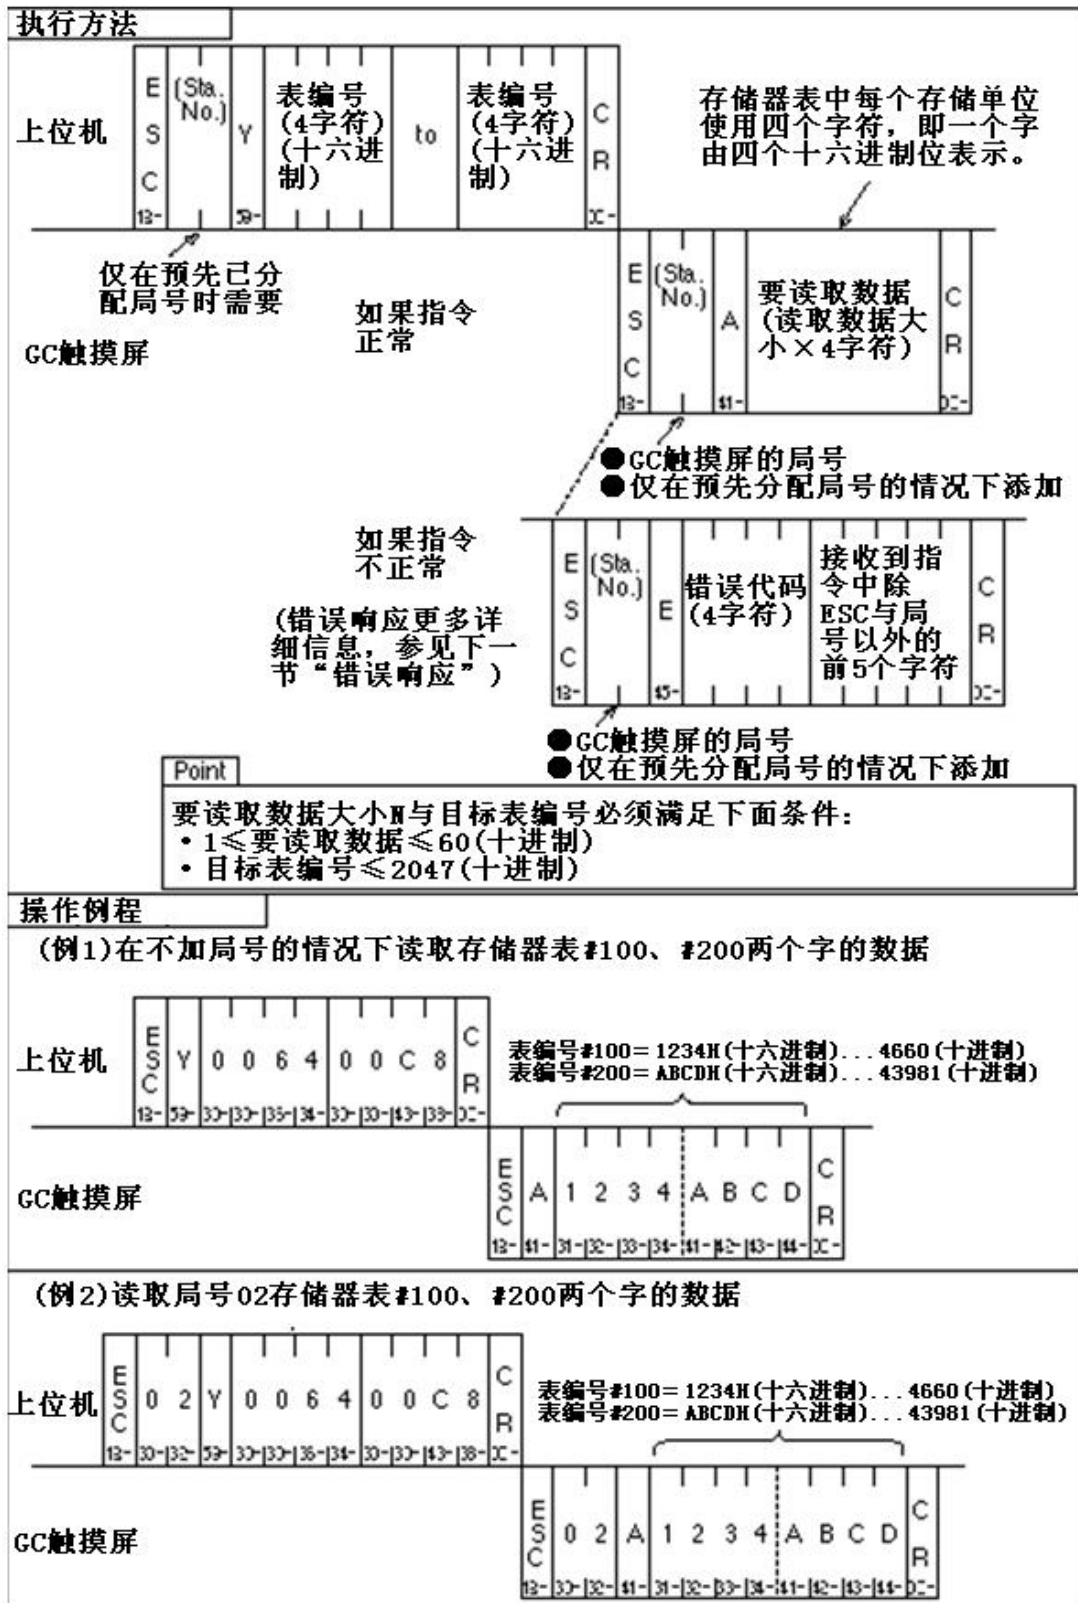 执行方法
上位机
E S C
(Sta. No.)
Y
表编号
(4字符)
(十六进
制)
to
表编号
(4字符)
(十六进
制)
C R
存储器表中每个存储单位
使用四个字符，即一个字
由四个十六进制位表示。
仅在预先已分
配局号时需要
GC触摸屏
如果指令
正常
E S C
(Sta. No.)
A
要读取数据
(读取数据大
小×4字符)
C R
●GC触摸屏的局号
●仅在预先分配局号的情况下添加
如果指令
不正常
(错误响应更多详
细信息，参见下一
节“错误响应”)
E S C
(Sta. No.)
E
错误代码
(4字符)
接收到指
令中除
ESC与局
号以外的
前5个字符
C R
●GC触摸屏的局号
●仅在预先分配局号的情况下添加
Point
要读取数据大小N与目标表编号必须满足下面条件:
・1≤要读取数据≤60(十进制)
・目标表编号≤2047(十进制)
操作例程
(例1)在不加局号的情况下读取存储器表#100、#200两个字的数据
上位机
ESC Y 0 0 6 4 0 0 C 8 CR
表编号#100=1234H(十六进制)...4660(十进制)
表编号#200=ABCDH(十六进制)...43981(十进制)
GC触摸屏
ESC A 1 2 3 4 A B C D CR
(例2)读取局号02存储器表#100、#200两个字的数据
上位机
ESC 0 2 Y 0 0 6 4 0 0 C 8 CR
表编号#100=1234H(十六进制)...4660(十进制)
表编号#200=ABCDH(十六进制)...43981(十进制)
GC触摸屏
ESC 0 2 A 1 2 3 4 A B C D CR